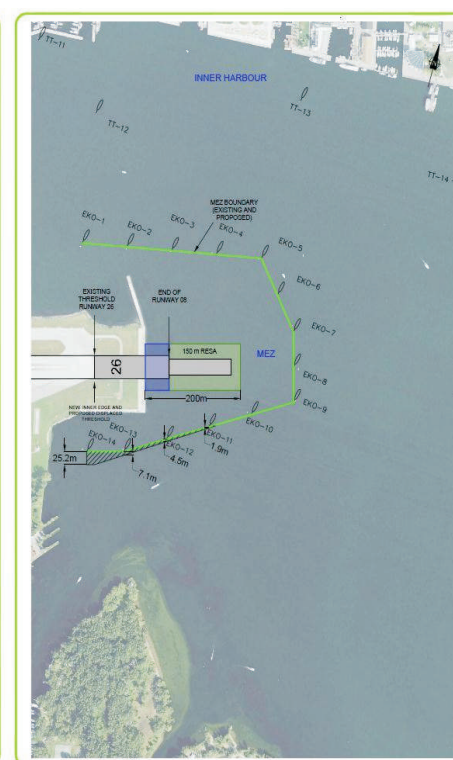 TT-11
INNER HARBOUR
TT-12
TT-13
TT-14
MEZ BOUNDARY
(EXISTING AND
PROPOSED)
EKO-1
EKO-2
EKO-3
EKO-4
EKO-5
EKO-6
EXISTING
THRESHOLD
RUNWAY 26
END OF
RUNWAY 08
EKO-7
150 m RESA
MEZ
26
EKO-8
200m
EKO-9
NEW INNER EDGE AND
PROPOSED DISPLACED
THRESHOLD
EKO-10
EKO-11
EKO-12
EKO-13
EKO-14
1.9m
4.6m
7.1m
25.2m